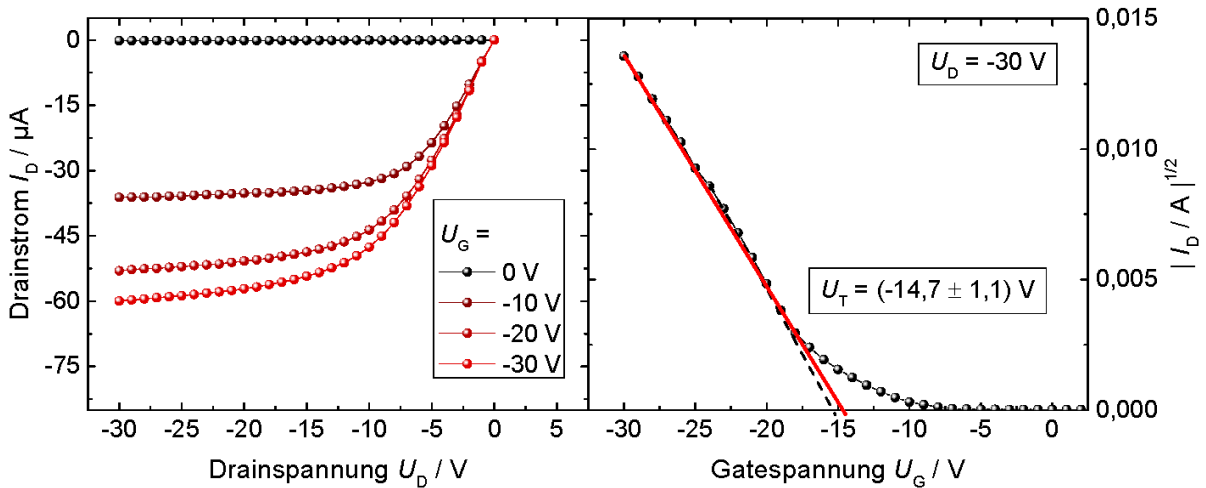 Drainstrom I_D / µA
0
-15
-30
-45
-60
-75
U_G =
0 V
-10 V
-20 V
-30 V
-30 -25 -20 -15 -10 -5 0 5
Drainspannung U_D / V
U_D = -30 V
U_T = (-14,7 ± 1,1) V
-30 -25 -20 -15 -10 -5 0
Gatespannung U_G / V
0,015
0,010
0,005
0,000
| I_D / A |^1/2